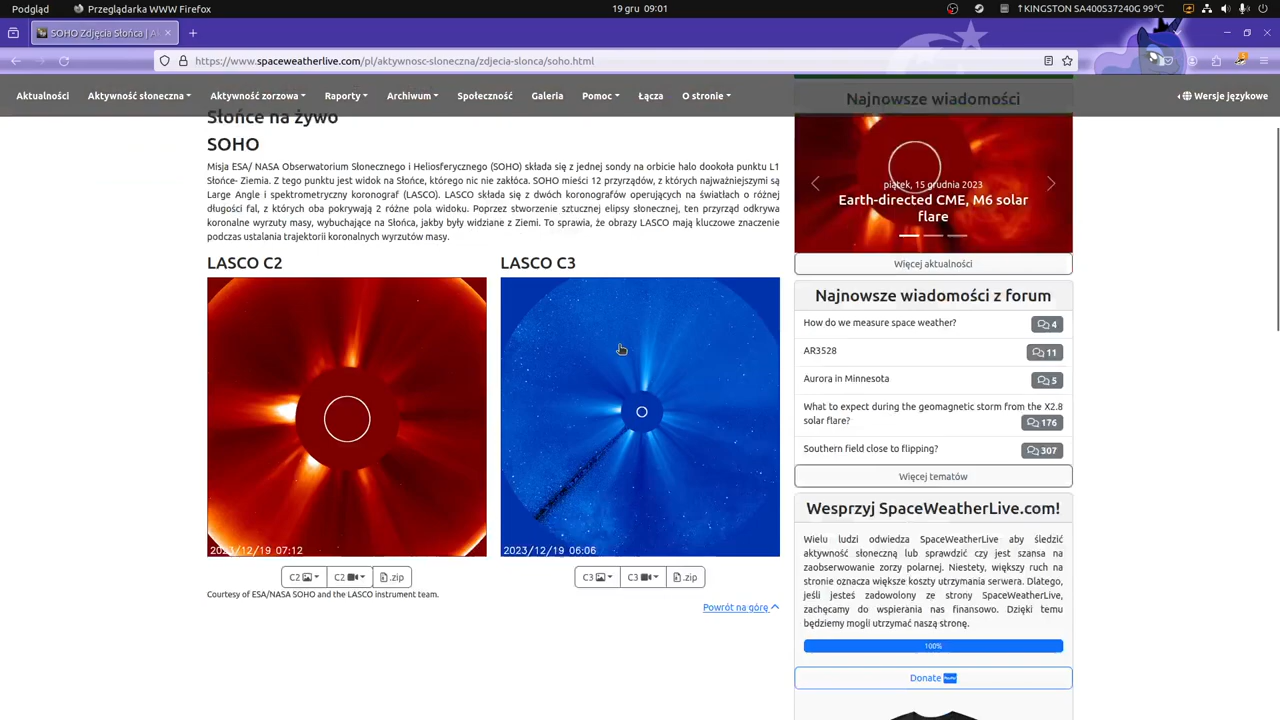 Podgląd
Przeglądarka WWW Firefox
19 gru 09:01
↑KINGSTON SA400S37240G 99°C
SOHO Zdjęcia Słońca | A
https://www.spaceweatherlive.com/pl/aktywnosc-sloneczna/zdjecia-slonca/soho.html
Aktualności
Aktywność słoneczna
Aktywność zorzowa
Raporty
Archiwum
Społeczność
Galeria
Pomoc
Łącza
O stronie
Wersje językowe
Słońce na żywo
SOHO
Misja ESA/ NASA Obserwatorium Słonecznego i Heliosferycznego (SOHO) składa się z jednej sondy na orbicie halo dookoła punktu L1
Słońce- Ziemia. Z tego punktu jest widok na Słońce, którego nic nie zakłóca. SOHO mieści 12 przyrządów, z których najważniejszymi są
Large Angle i spektrometryczny koronograf (LASCO). LASCO składa się z dwóch koronografów operujących na światłach o różnej
długości fal, z których oba pokrywają 2 różne pola widoku. Poprzez stworzenie sztucznej elipsy słonecznej, ten przyrząd odkrywa
koronalne wyrzuty masy, wybuchające na Słońca, jakby były widziane z Ziemi. To sprawia, że obrazy LASCO mają kluczowe znaczenie
podczas ustalania trajektorii koronalnych wyrzutów masy.
LASCO C2
LASCO C3
07:12
2023/12/19 06:06
C2
C2
.zip
C3
C3
.zip
Courtesy of ESA/NASA SOHO and the LASCO instrument team.
Powrót na górę
Najnowsze wiadomości
piątek, 15 grudnia 2023
Earth-directed CME, M6 solar
flare
Więcej aktualności
Najnowsze wiadomości z forum
How do we measure space weather?
4
AR3528
11
Aurora in Minnesota
5
What to expect during the geomagnetic storm from the X2.8
solar flare?
176
Southern field close to flipping?
307
Więcej tematów
Wesprzyj SpaceWeatherLive.com!
Wielu ludzi odwiedza SpaceWeatherLive aby śledzić
aktywność słoneczną lub sprawdzić czy jest szansa na
zaobserwowanie zorzy polarnej. Niestety, większy ruch na
stronie oznacza większe koszty utrzymania serwera. Dlatego,
jeśli jesteś zadowolony ze strony SpaceWeatherLive,
zachęcamy do wspierania nas finansowo. Dzięki temu
będziemy mogli utrzymać naszą stronę.
100%
Donate